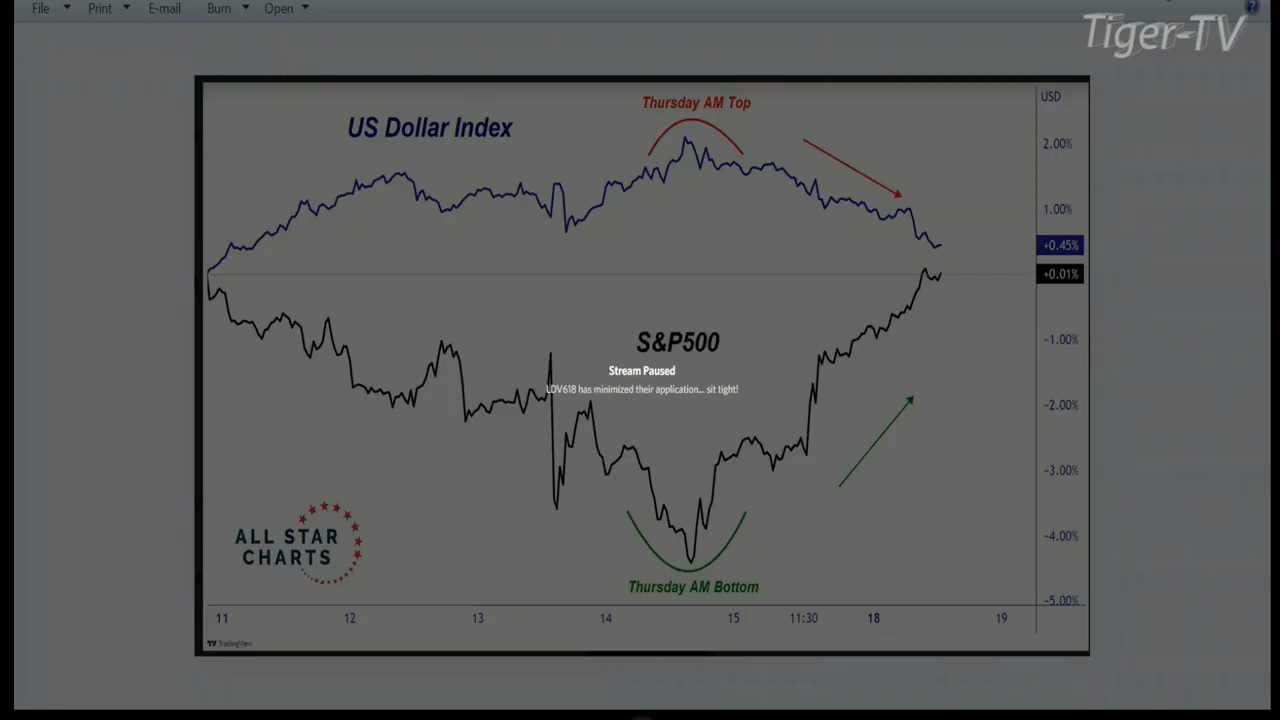 File Print E-mail Burn Open ?
Tiger-TV
Thursday AM Top
USD
US Dollar Index
2.00%
1.00%
+0.45%
+0.01%
S&P500
−1.00%
Stream Paused
LOV618 has minimized their application... sit tight!
−2.00%
−3.00%
ALL STAR
CHARTS
−4.00%
Thursday AM Bottom
−5.00%
11 12 13 14 15 11:30 18 19
TradingView